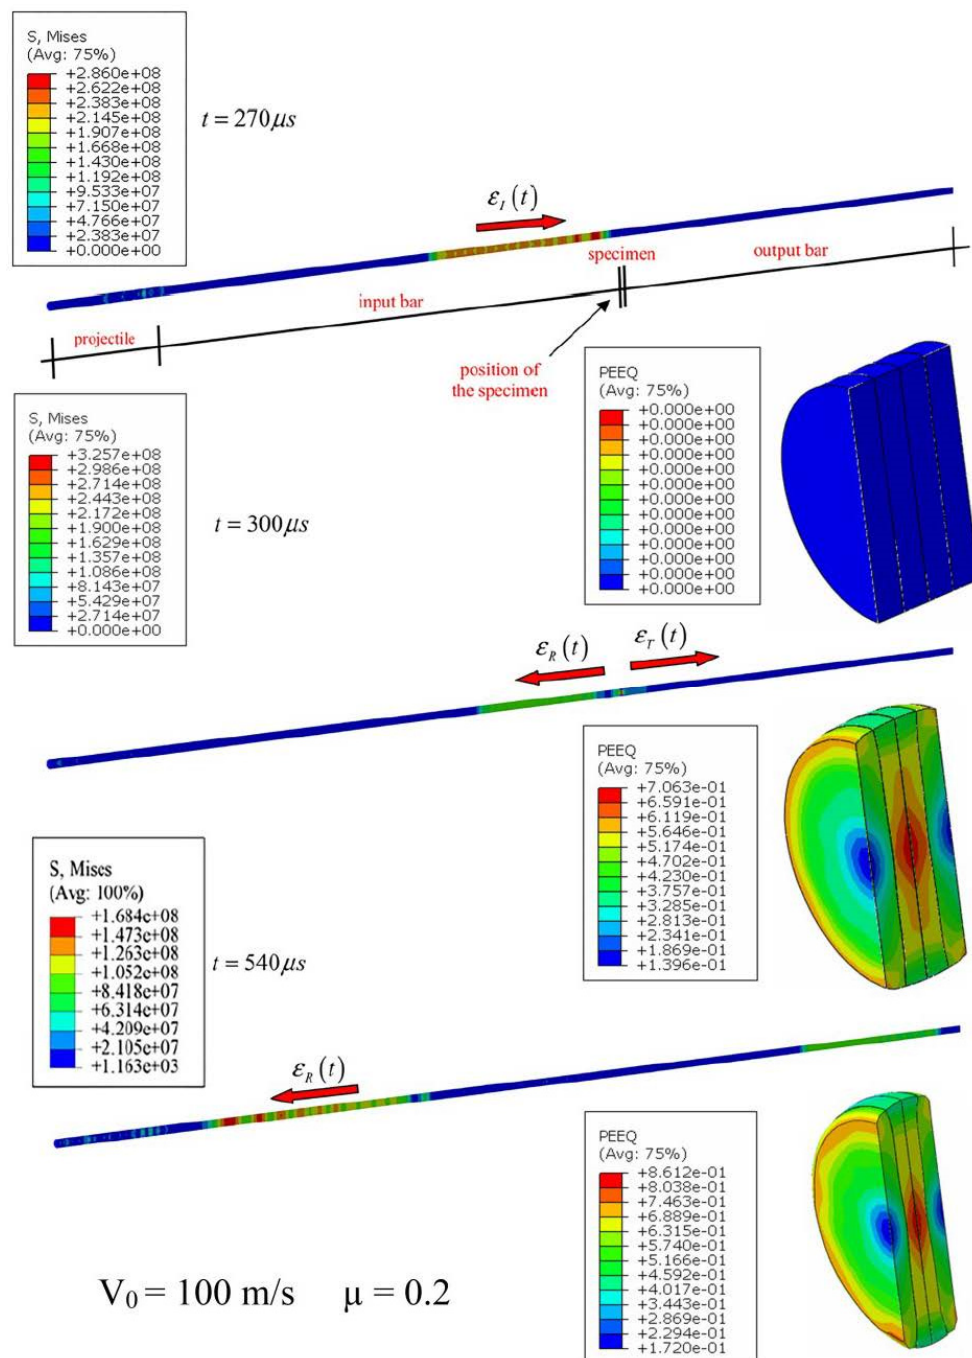 S, Mises
(Avg: 75%)
+2.860e+08
+2.622e+08
+2.383e+08
+2.145e+08
+1.907e+08
+1.668e+08
+1.430e+08
+1.192e+08
+9.533e+07
+7.150e+07
+4.766e+07
+2.383e+07
+0.000e+00
t = 270 μs
ε_I (t)
specimen
output bar
input bar
projectile
position of
the specimen
PEEQ
(Avg: 75%)
+0.000e+00
+0.000e+00
+0.000e+00
+0.000e+00
+0.000e+00
+0.000e+00
+0.000e+00
+0.000e+00
+0.000e+00
+0.000e+00
+0.000e+00
+0.000e+00
+0.000e+00
S, Mises
(Avg: 75%)
+3.257e+08
+2.986e+08
+2.714e+08
+2.443e+08
+2.172e+08
+1.900e+08
+1.629e+08
+1.357e+08
+1.086e+08
+8.143e+07
+5.429e+07
+2.714e+07
+0.000e+00
t = 300 μs
ε_R (t)
ε_T (t)
PEEQ
(Avg: 75%)
+7.063e-01
+6.591e-01
+6.119e-01
+5.646e-01
+5.174e-01
+4.702e-01
+4.230e-01
+3.757e-01
+3.285e-01
+2.813e-01
+2.341e-01
+1.869e-01
+1.396e-01
S, Mises
(Avg: 100%)
+1.684e+08
+1.473e+08
+1.263e+08
+1.052e+08
+8.418e+07
+6.314e+07
+4.209e+07
+2.105e+07
+1.163e+03
t = 540 μs
ε_R (t)
PEEQ
(Avg: 75%)
+8.612e-01
+8.038e-01
+7.463e-01
+6.889e-01
+6.315e-01
+5.740e-01
+5.166e-01
+4.592e-01
+4.017e-01
+3.443e-01
+2.869e-01
+2.294e-01
+1.720e-01
V₀ = 100 m/s μ = 0.2